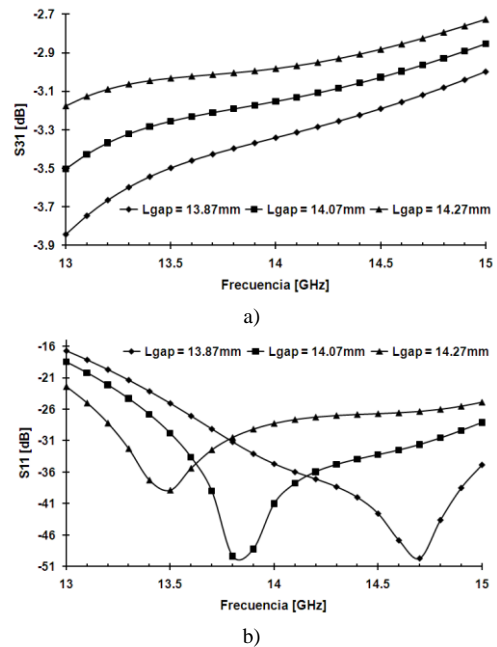 -2.7
-2.9
-3.1
-3.3
-3.5
-3.7
-3.9
S31 [dB]
Lgap = 13.87mm Lgap = 14.07mm Lgap = 14.27mm
13 13.5 14 14.5 15
Frecuencia [GHz]
a)
-16
-21
-26
-31
-36
-41
-46
-51
S11 [dB]
Lgap = 13.87mm Lgap = 14.07mm Lgap = 14.27mm
13 13.5 14 14.5 15
Frecuencia [GHz]
b)